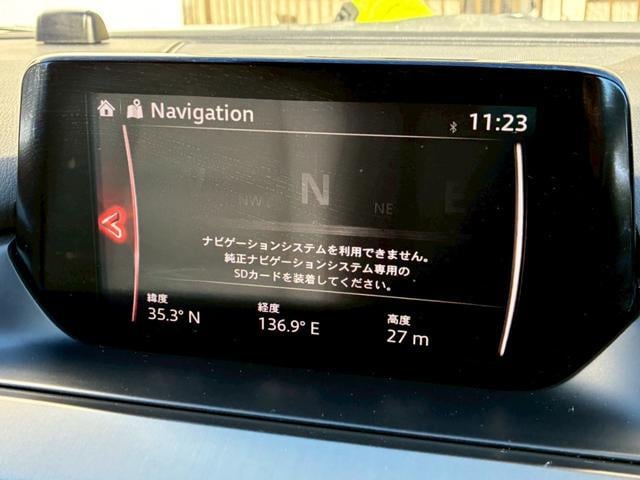 Navigation
11:23
NW N NE E
ナビゲーションシステムを利用できません。
純正ナビゲーションシステム専用の
SDカードを装着してください。
緯度 経度 高度
35.3° N 136.9° E 27 m